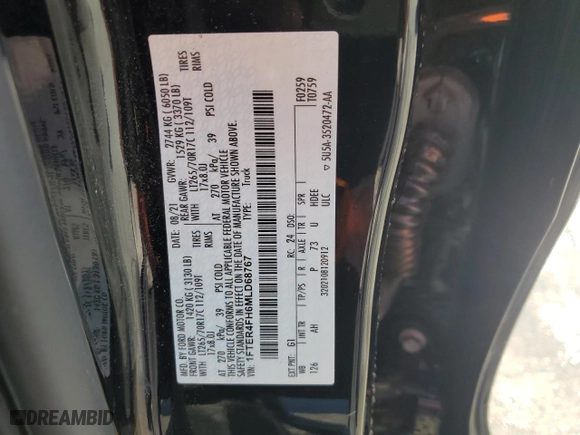 MFD. BY FORD MOTOR CO.
DATE: 08/21
GVWR: 2744 KG ( 6050 LB)
FRONT GAWR: 1420 KG ( 3130 LB)
REAR GAWR: 1529 KG ( 3370 LB)
WITH LT265/70R17C 112/109T TIRES
WITH LT265/70R17C 112/109T TIRES
17x8.0J RIMS
17x8.0J RIMS
AT 270 kPa/ 39 PSI COLD
AT 270 kPa/ 39 PSI COLD
THIS VEHICLE CONFORMS TO ALL APPLICABLE FEDERAL MOTOR VEHICLE
SAFETY STANDARDS IN EFFECT ON THE DATE OF MANUFACTURE SHOWN ABOVE.
VIN: 1FTER4FH6MLD68767
TYPE: Truck
F0259
T0759
EXT PNT: G1 RC: 24 DSO:
WB INT TR TP/PS R AXLE TR SPR
126 AH P 73 U HDEE
3202108120912 ULC
▽ 5U5A-3520472-AA
DREAMBID